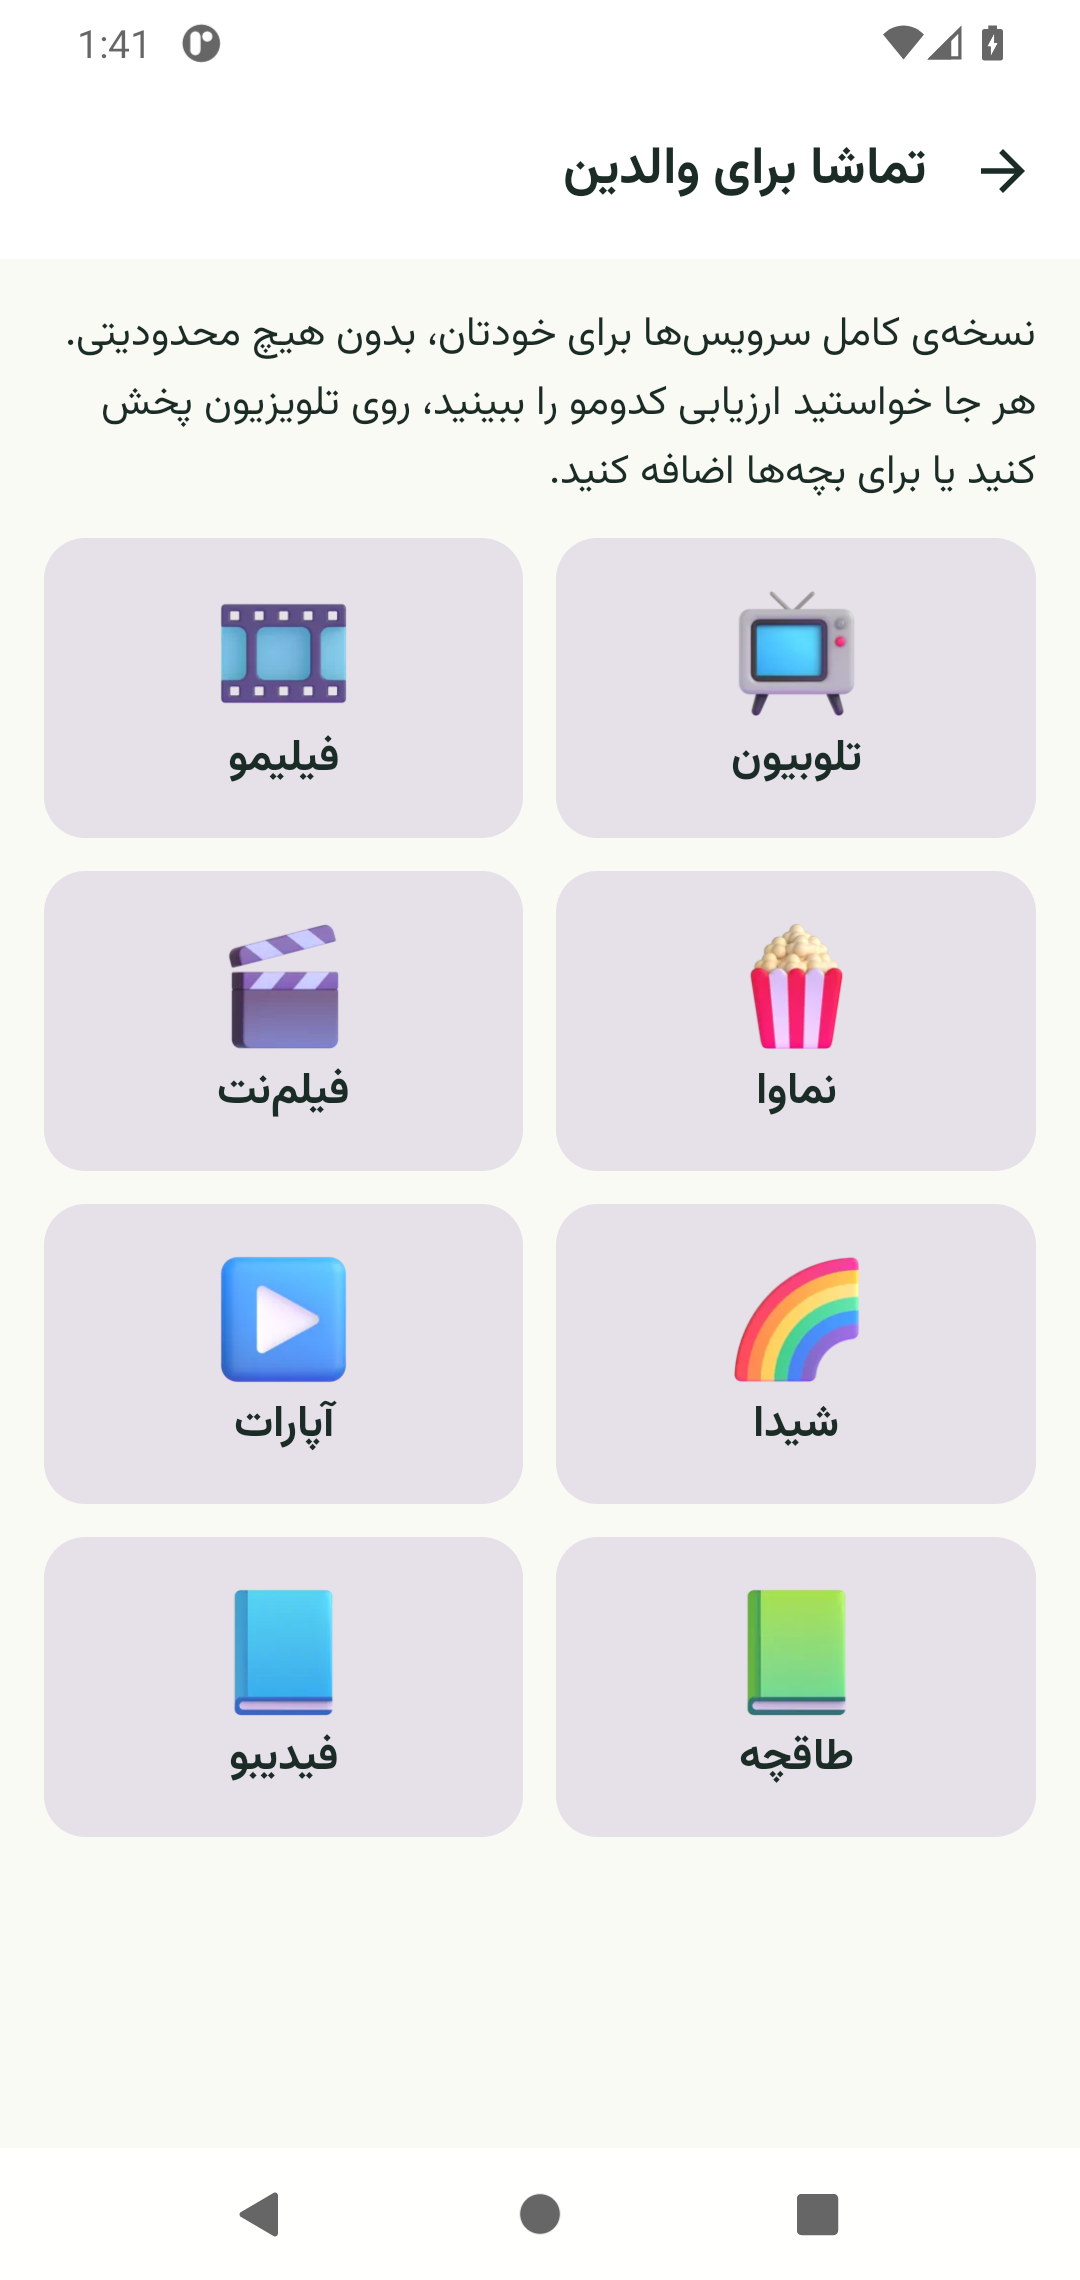 1:41
تماشا برای والدین
نسخه‌ی کامل سرویس‌ها برای خودتان، بدون هیچ محدودیتی.
هر جا خواستید ارزیابی کدومو را ببینید، روی تلویزیون پخش
کنید یا برای بچه‌ها اضافه کنید.
تلوبیون
فیلیمو
نماوا
فیلم‌نت
شیدا
آپارات
طاقچه
فیدیبو